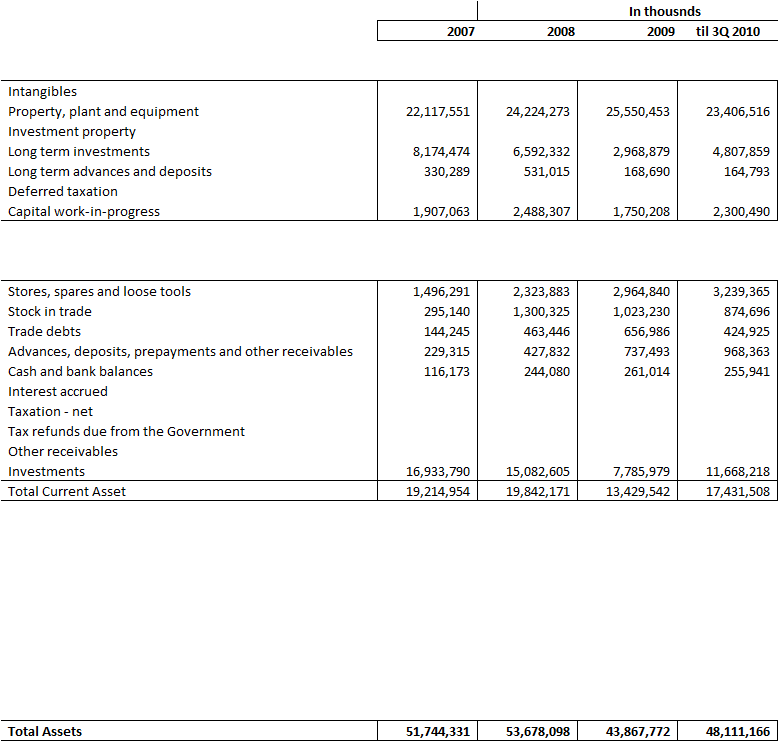 In thousnds
2007 2008 2009 til 3Q 2010
Intangibles
Property, plant and equipment 22,117,551 24,224,273 25,550,453 23,406,516
Investment property
Long term investments 8,174,474 6,592,332 2,968,879 4,807,859
Long term advances and deposits 330,289 531,015 168,690 164,793
Deferred taxation
Capital work-in-progress 1,907,063 2,488,307 1,750,208 2,300,490
Stores, spares and loose tools 1,496,291 2,323,883 2,964,840 3,239,365
Stock in trade 295,140 1,300,325 1,023,230 874,696
Trade debts 144,245 463,446 656,986 424,925
Advances, deposits, prepayments and other receivables 229,315 427,832 737,493 968,363
Cash and bank balances 116,173 244,080 261,014 255,941
Interest accrued
Taxation - net
Tax refunds due from the Government
Other receivables
Investments 16,933,790 15,082,605 7,785,979 11,668,218
Total Current Asset 19,214,954 19,842,171 13,429,542 17,431,508
Total Assets 51,744,331 53,678,098 43,867,772 48,111,166